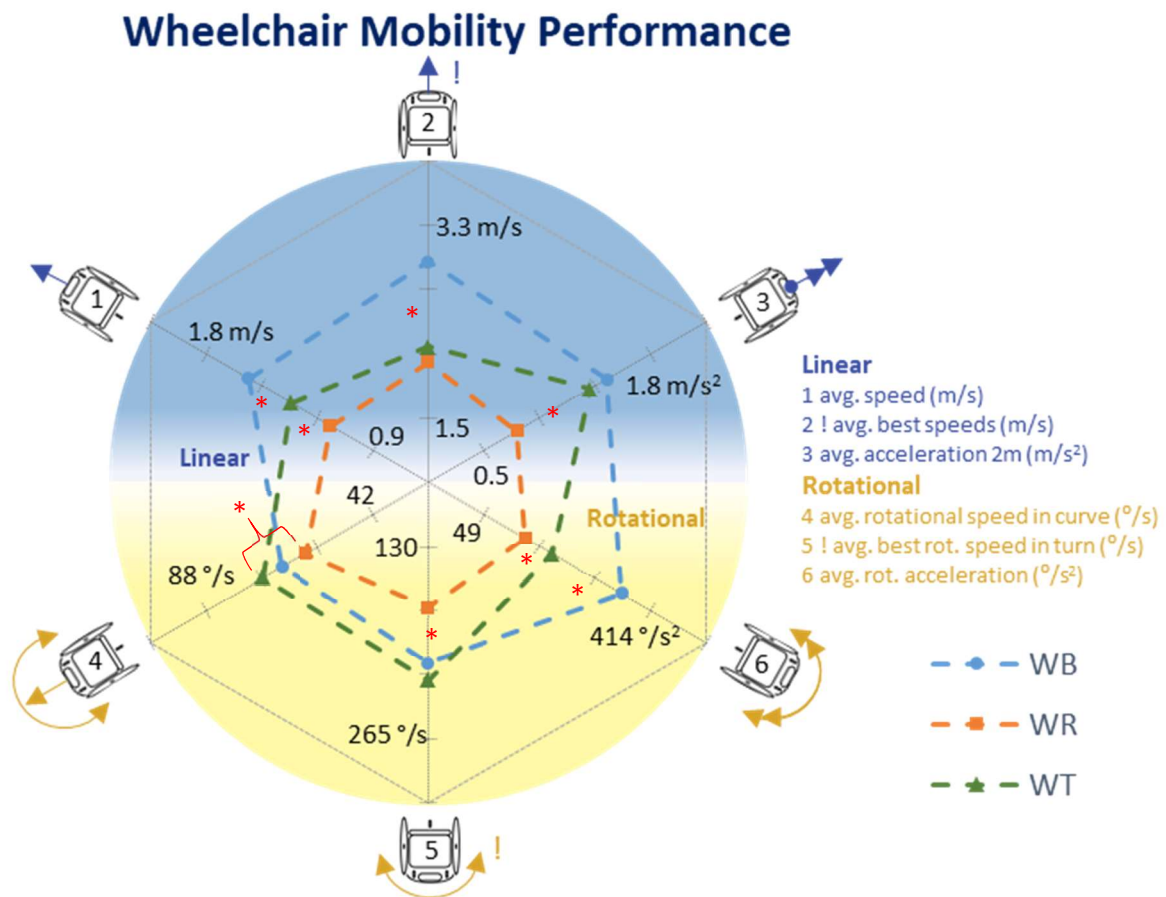 Wheelchair Mobility Performance
!
2
3.3 m/s
*
1
1.8 m/s
3
1.8 m/s²
*
*
*
0.9
1.5
0.5
Linear
1 avg. speed (m/s)
2 ! avg. best speeds (m/s)
3 avg. acceleration 2m (m/s²)
Rotational
4 avg. rotational speed in curve (°/s)
5 ! avg. best rot. speed in turn (°/s)
6 avg. rot. acceleration (°/s²)
Linear
42
49
Rotational
*
130
*
88 °/s
*
*
414 °/s²
4
6
265 °/s
5
!
WB
WR
WT